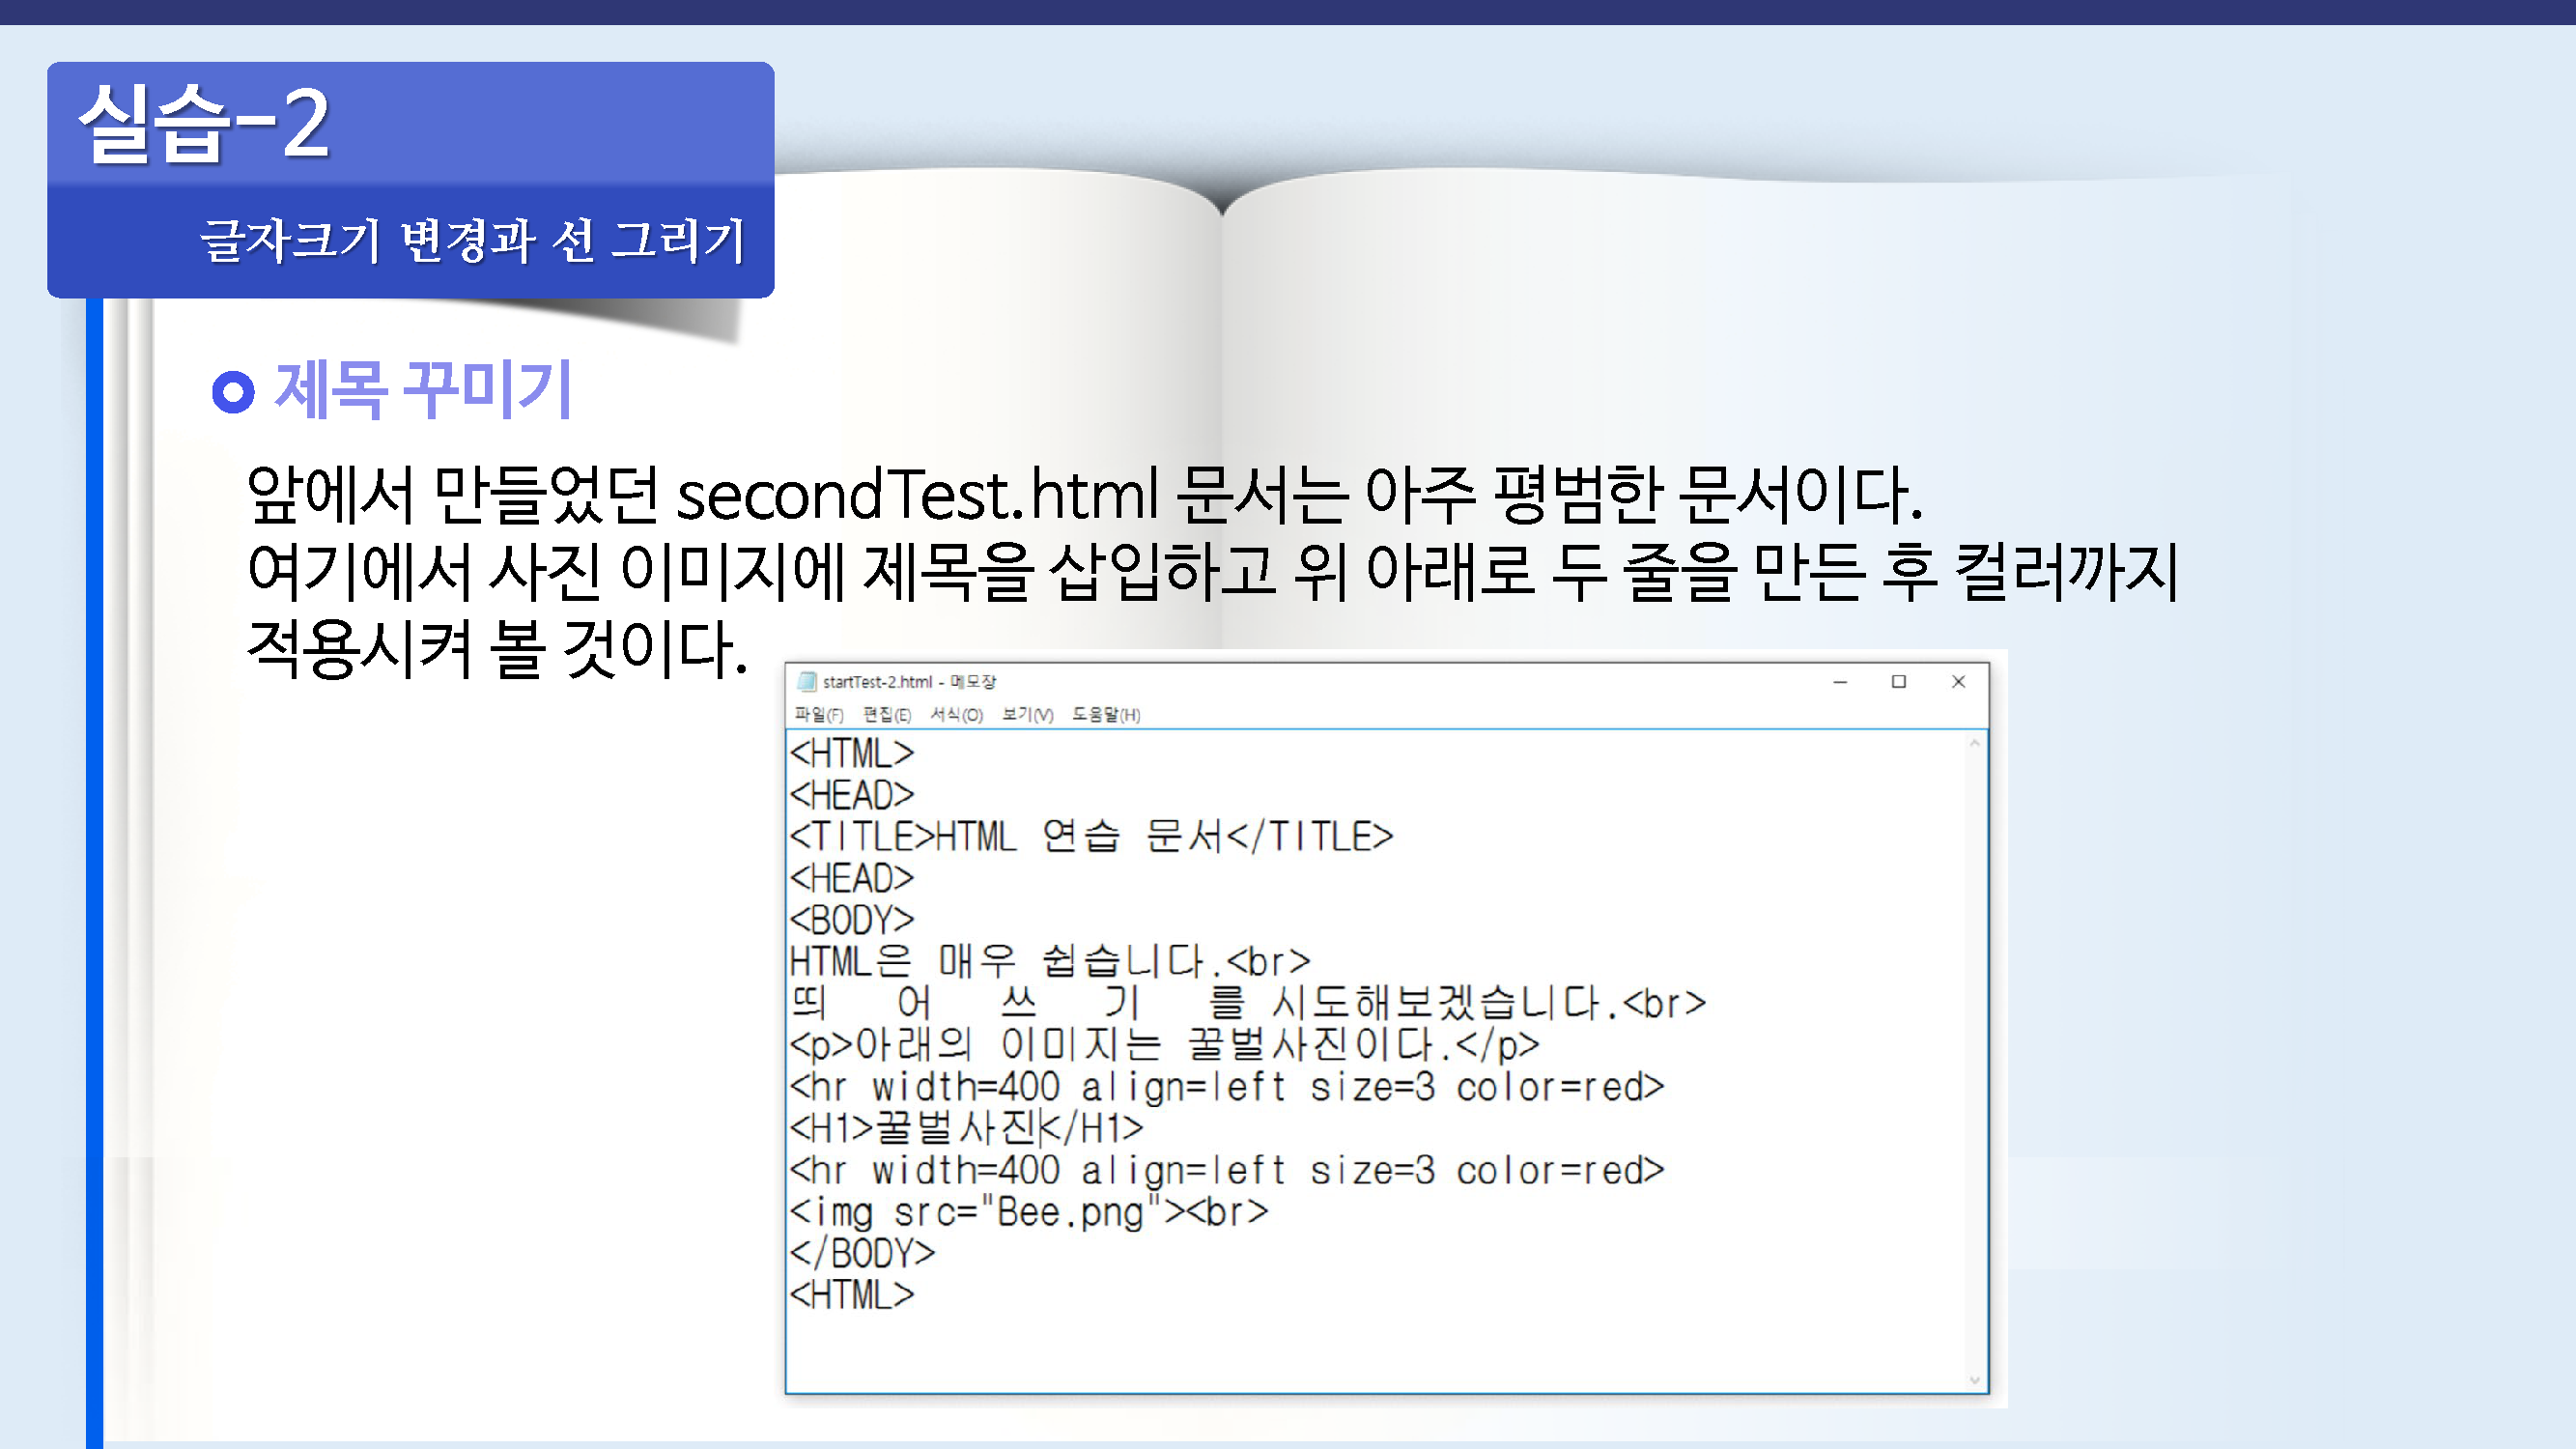 실습-2
글자크기 변경과 선 그리기
제목 꾸미기
앞에서 만들었던 secondTest.html 문서는 아주 평범한 문서이다.
여기에서 사진 이미지에 제목을 삽입하고 위 아래로 두 줄을 만든 후 컬러까지
적용시켜 볼 것이다.
startTest-2.html - 메모장
파일(F) 편집(E) 서식(O) 보기(V) 도움말(H)
<HTML>
<HEAD>
<TITLE>HTML 연습 문서</TITLE>
<HEAD>
<BODY>
HTML은 매우 쉽습니다.<br>
띄   어   쓰   기   를 시도해보겠습니다.<br>
<p>아래의 이미지는 꿀벌사진이다.</p>
<hr width=400 align=left size=3 color=red>
<H1>꿀벌사진</H1>
<hr width=400 align=left size=3 color=red>
<img src="Bee.png"><br>
</BODY>
<HTML>